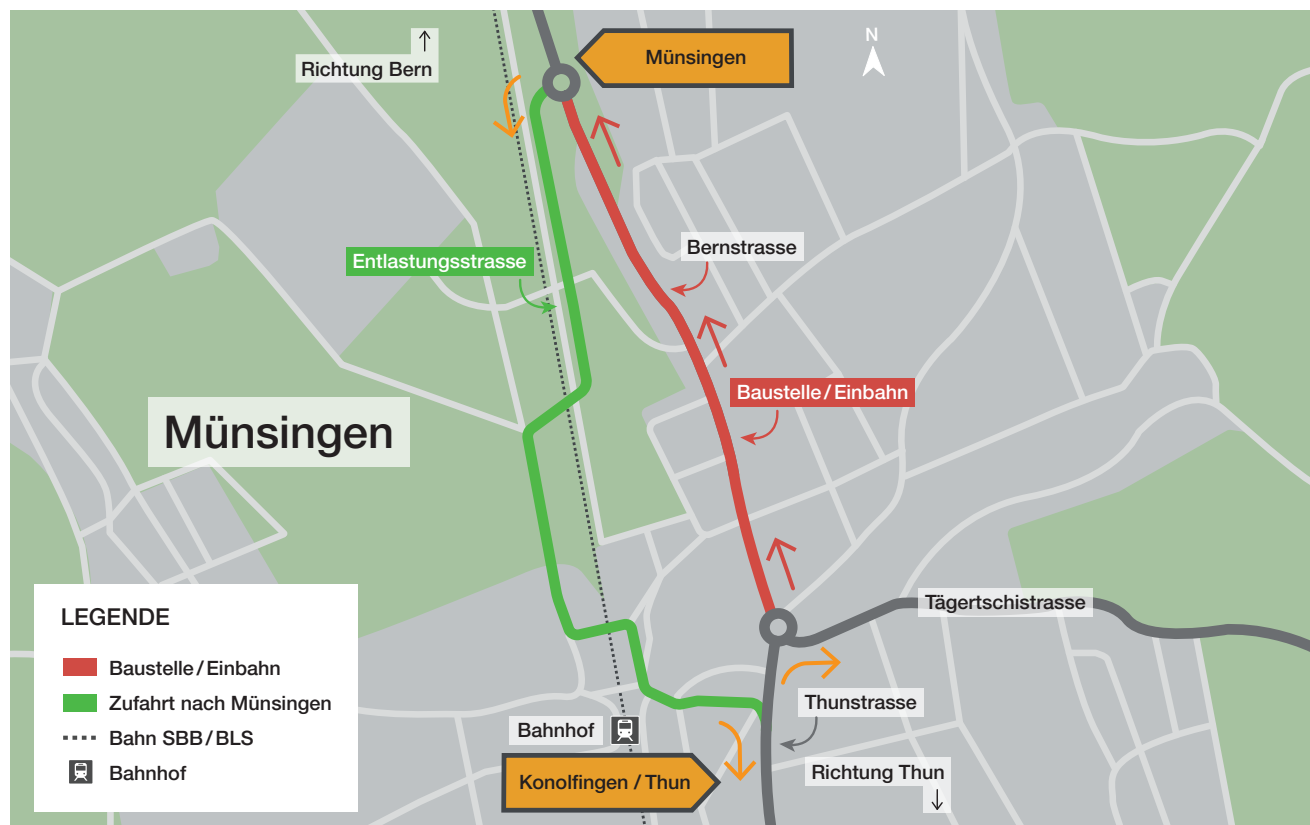 N
Münsingen
Richtung Bern
Bernstrasse
Entlastungsstrasse
Baustelle/Einbahn
Münsingen
Tägertschistrasse
LEGENDE
Baustelle/Einbahn
Zufahrt nach Münsingen
Bahn SBB/BLS
Bahnhof
Thunstrasse
Bahnhof
Richtung Thun
Konolfingen / Thun